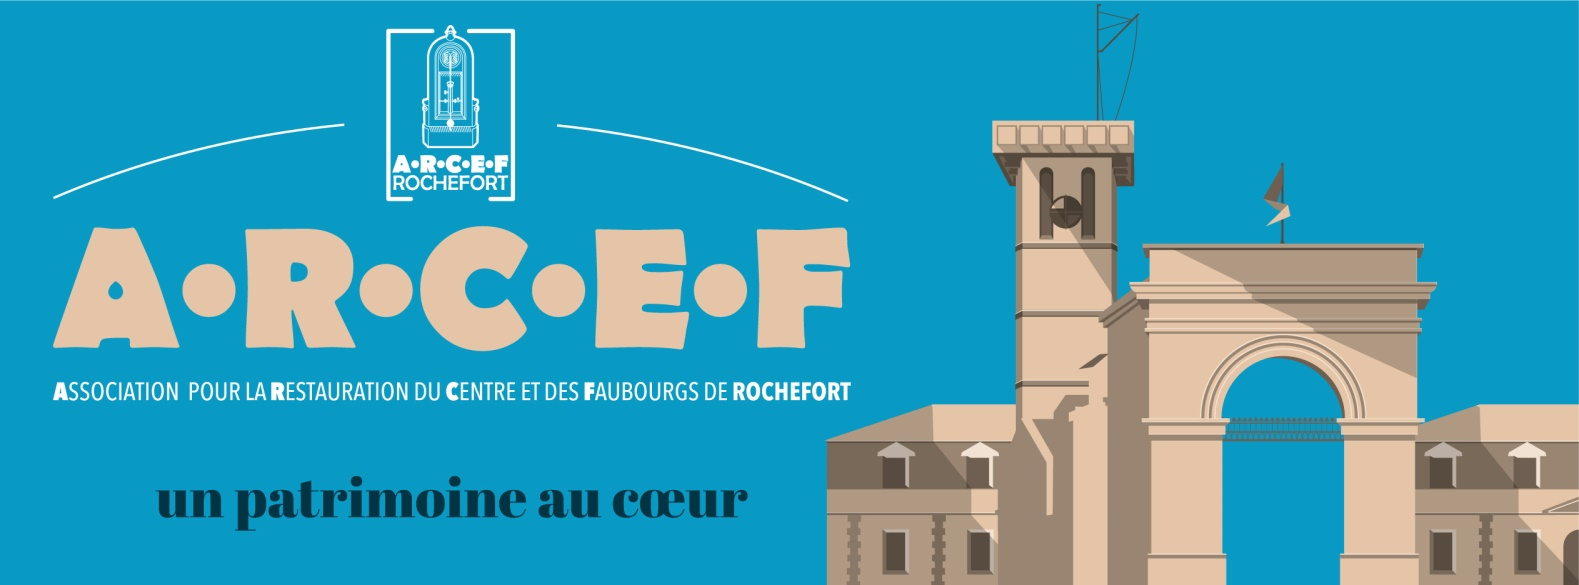 A•R•C•E•F
ROCHEFORT
A•R•C•E•F
ASSOCIATION POUR LA RESTAURATION DU CENTRE ET DES FAUBOURGS DE ROCHEFORT
un patrimoine au cœur